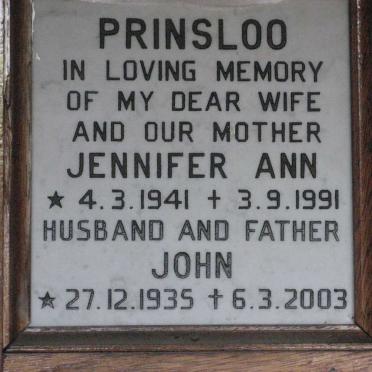 PRINSLOO
IN LOVING MEMORY
OF MY DEAR WIFE
AND OUR MOTHER
JENNIFER ANN
★ 4.3.1941 ✝ 3.9.1991
HUSBAND AND FATHER
JOHN
★ 27.12.1935 ✝ 6.3.2003